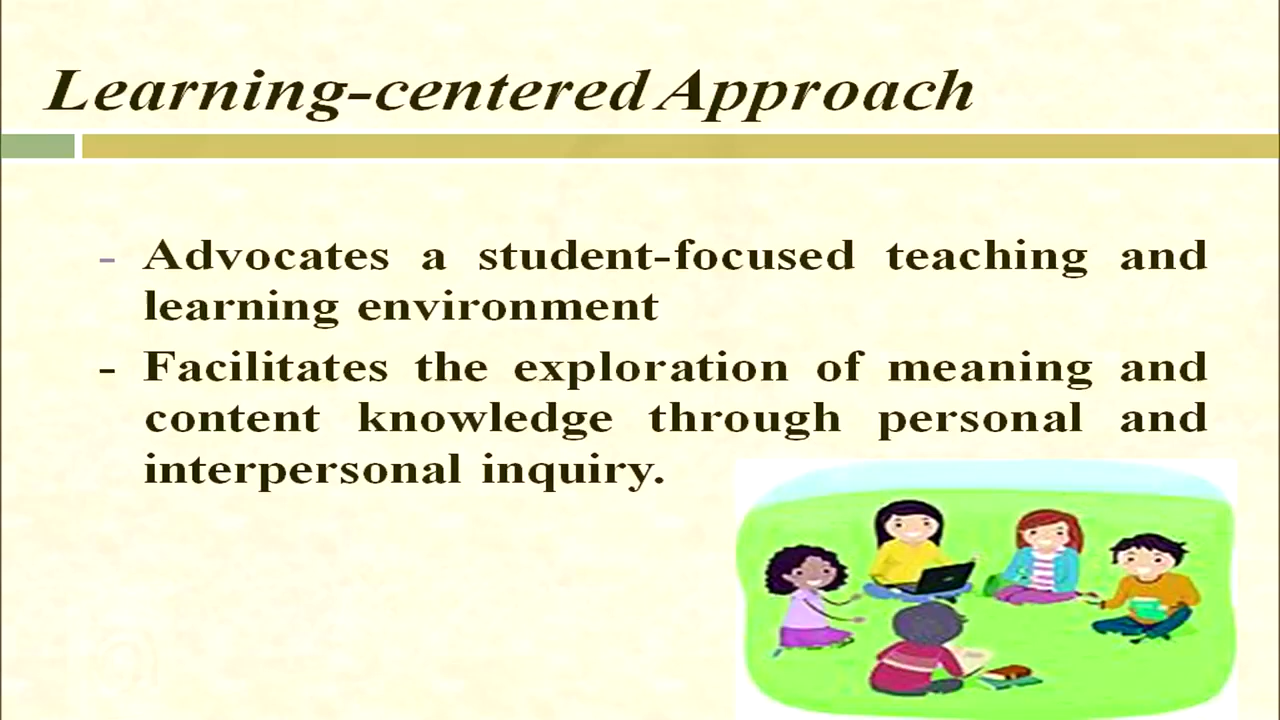 Learning-centered Approach
- Advocates a student-focused teaching and
learning environment
- Facilitates the exploration of meaning and
content knowledge through personal and
interpersonal inquiry.